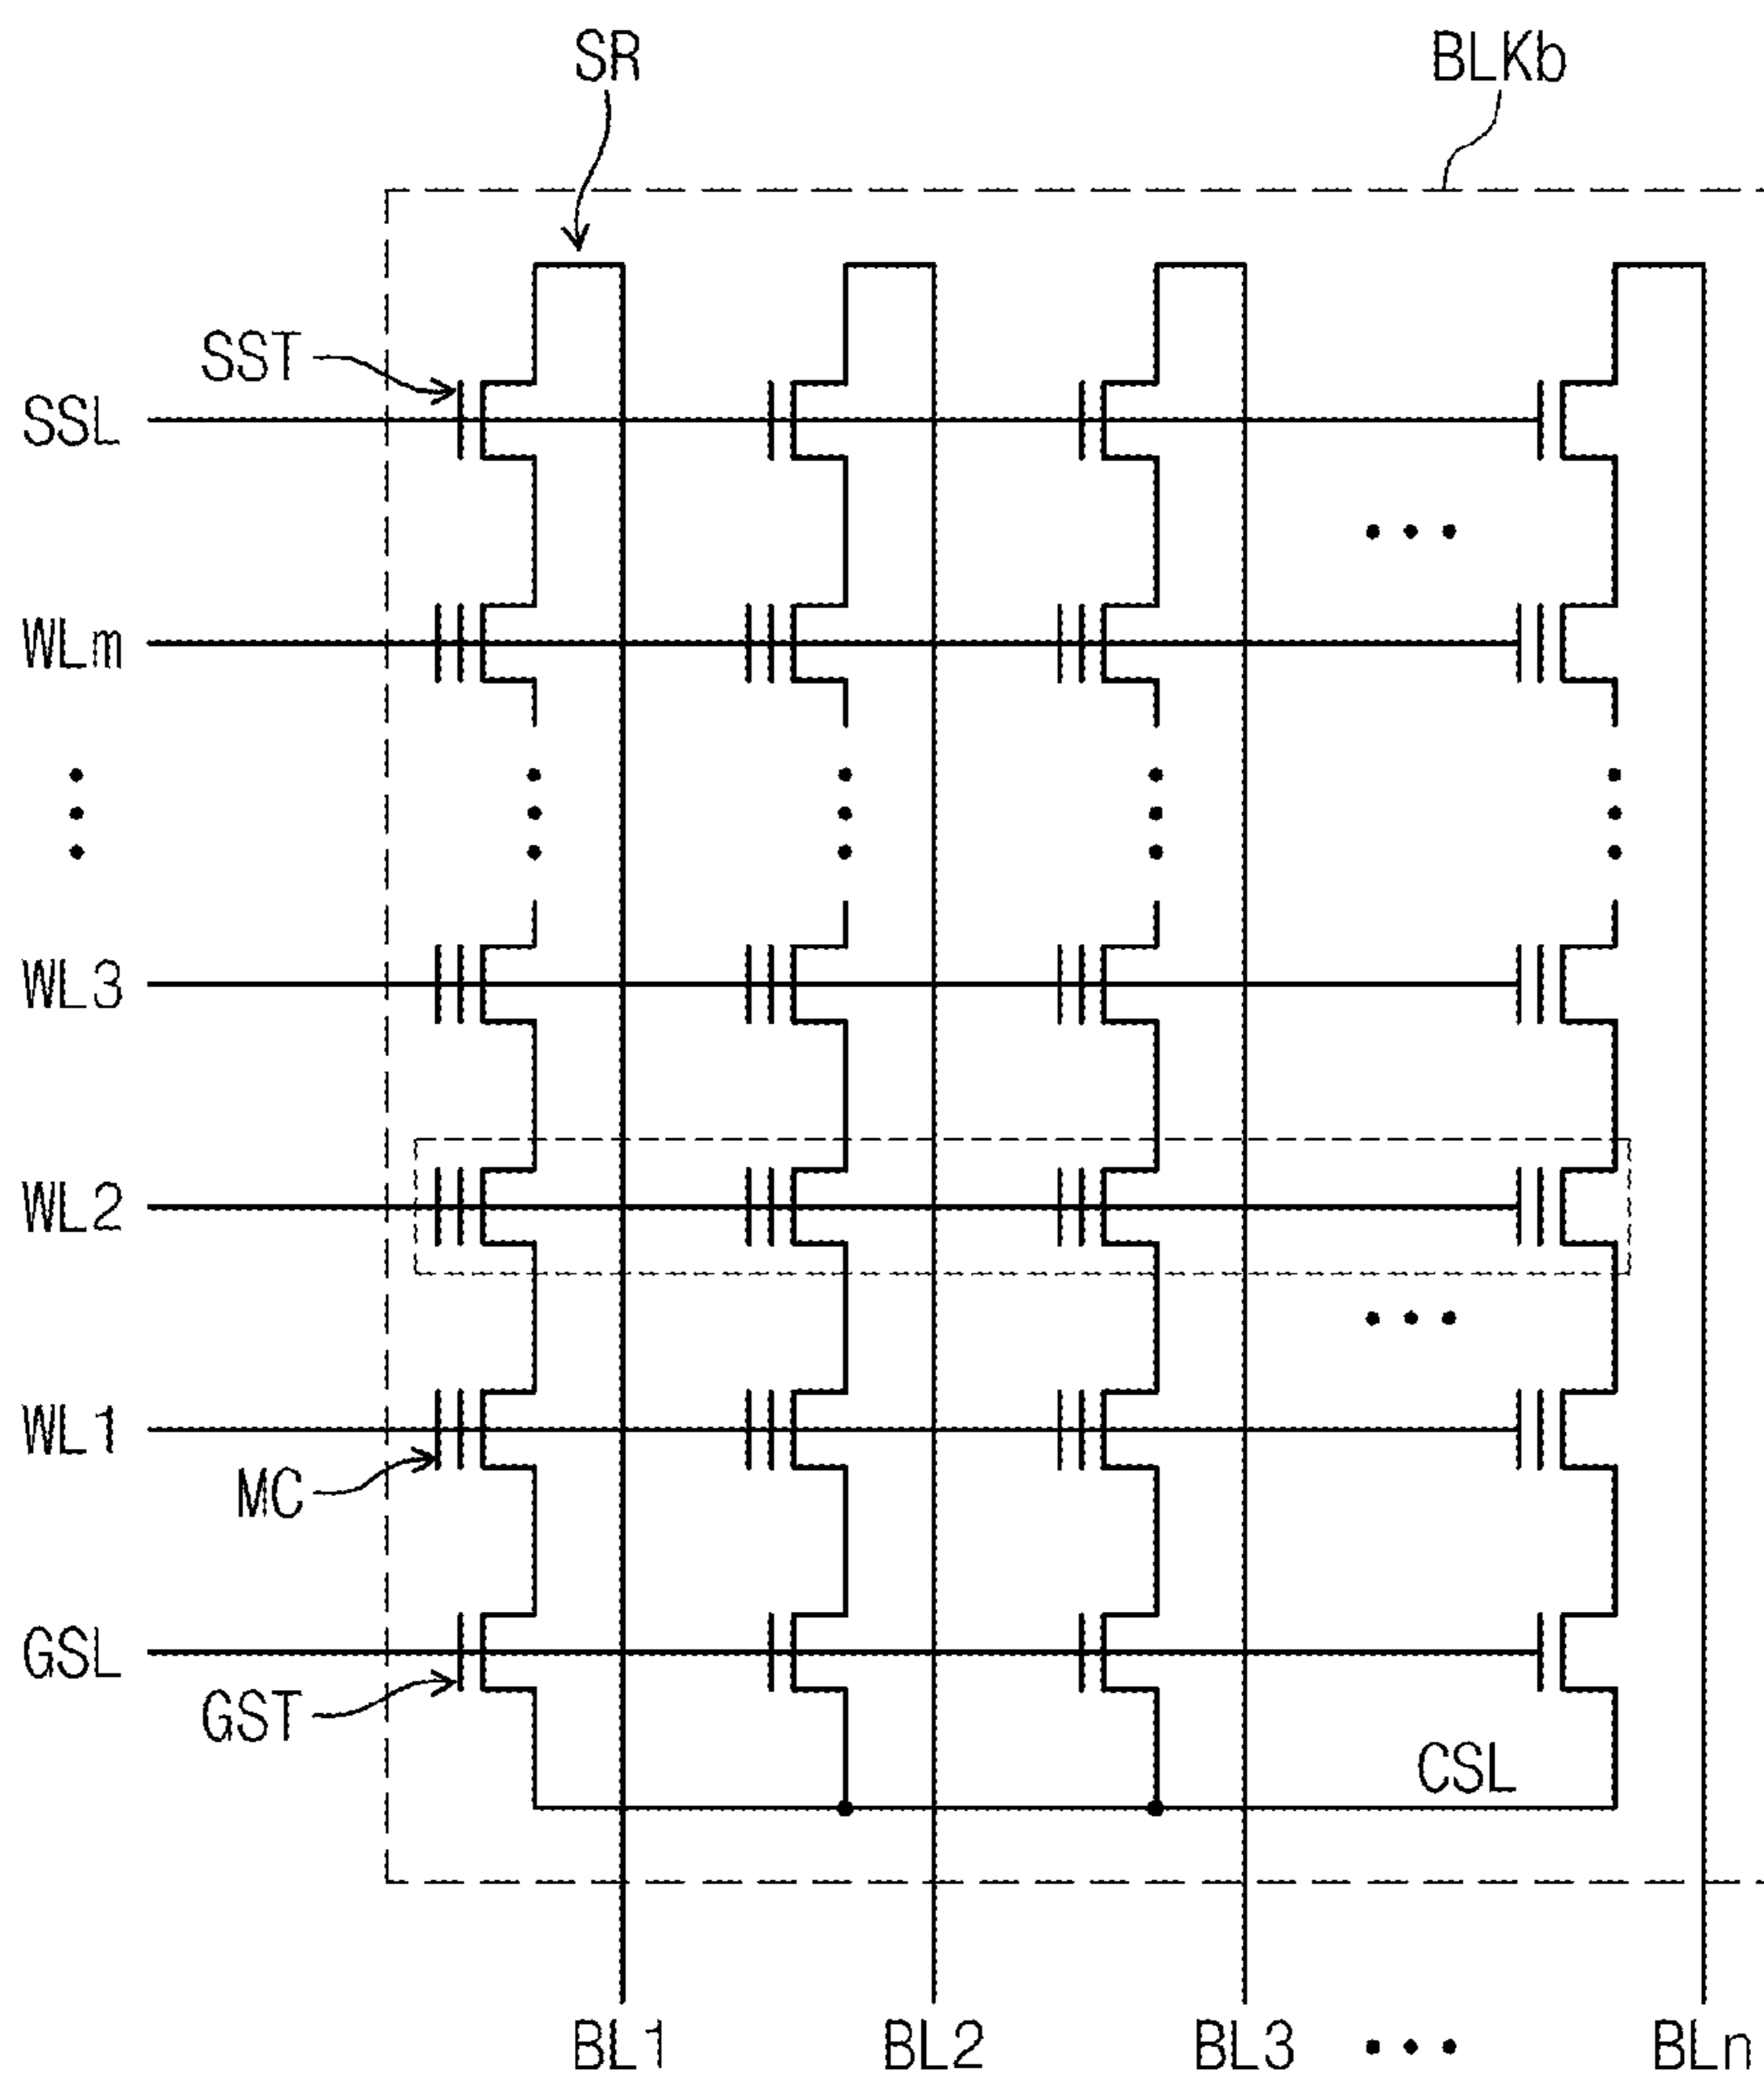 SR
BLKb
SST
SSL
WLm
WL3
WL2
WL1
MC
GSL
GST
CSL
BL1 BL2 BL3 ••• BLn